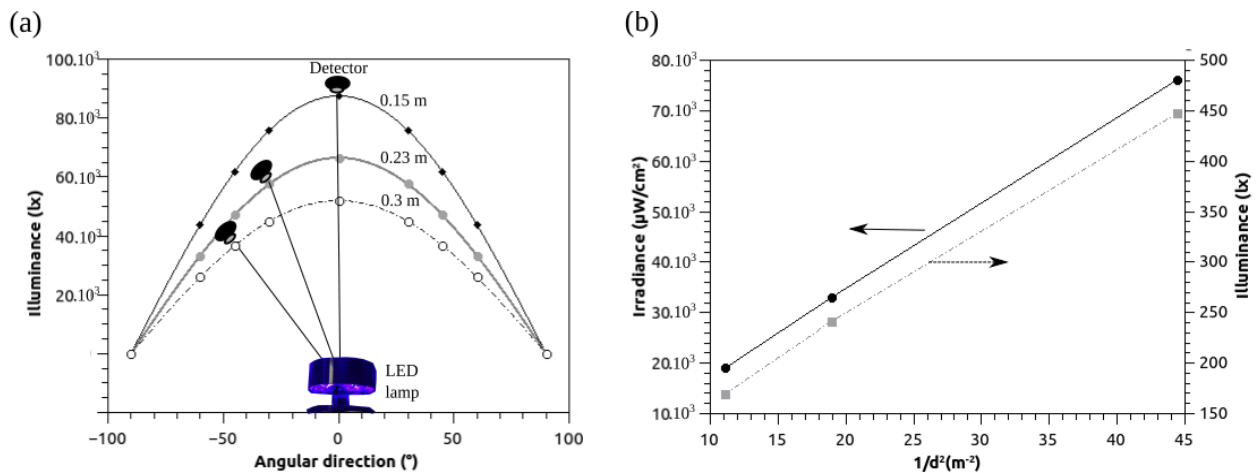 (a)
100.10³
80.10³
60.10³
40.10³
20.10³
Illuminance (lx)
Detector
0.15 m
0.23 m
0.3 m
LED
lamp
−100
−50
0
50
100
Angular direction (°)
(b)
80.10³
70.10³
60.10³
50.10³
40.10³
30.10³
20.10³
10.10³
Irradiance (µW/cm²)
500
450
400
350
300
250
200
150
Illuminance (lx)
10
15
20
25
30
35
40
45
1/d²(m⁻²)